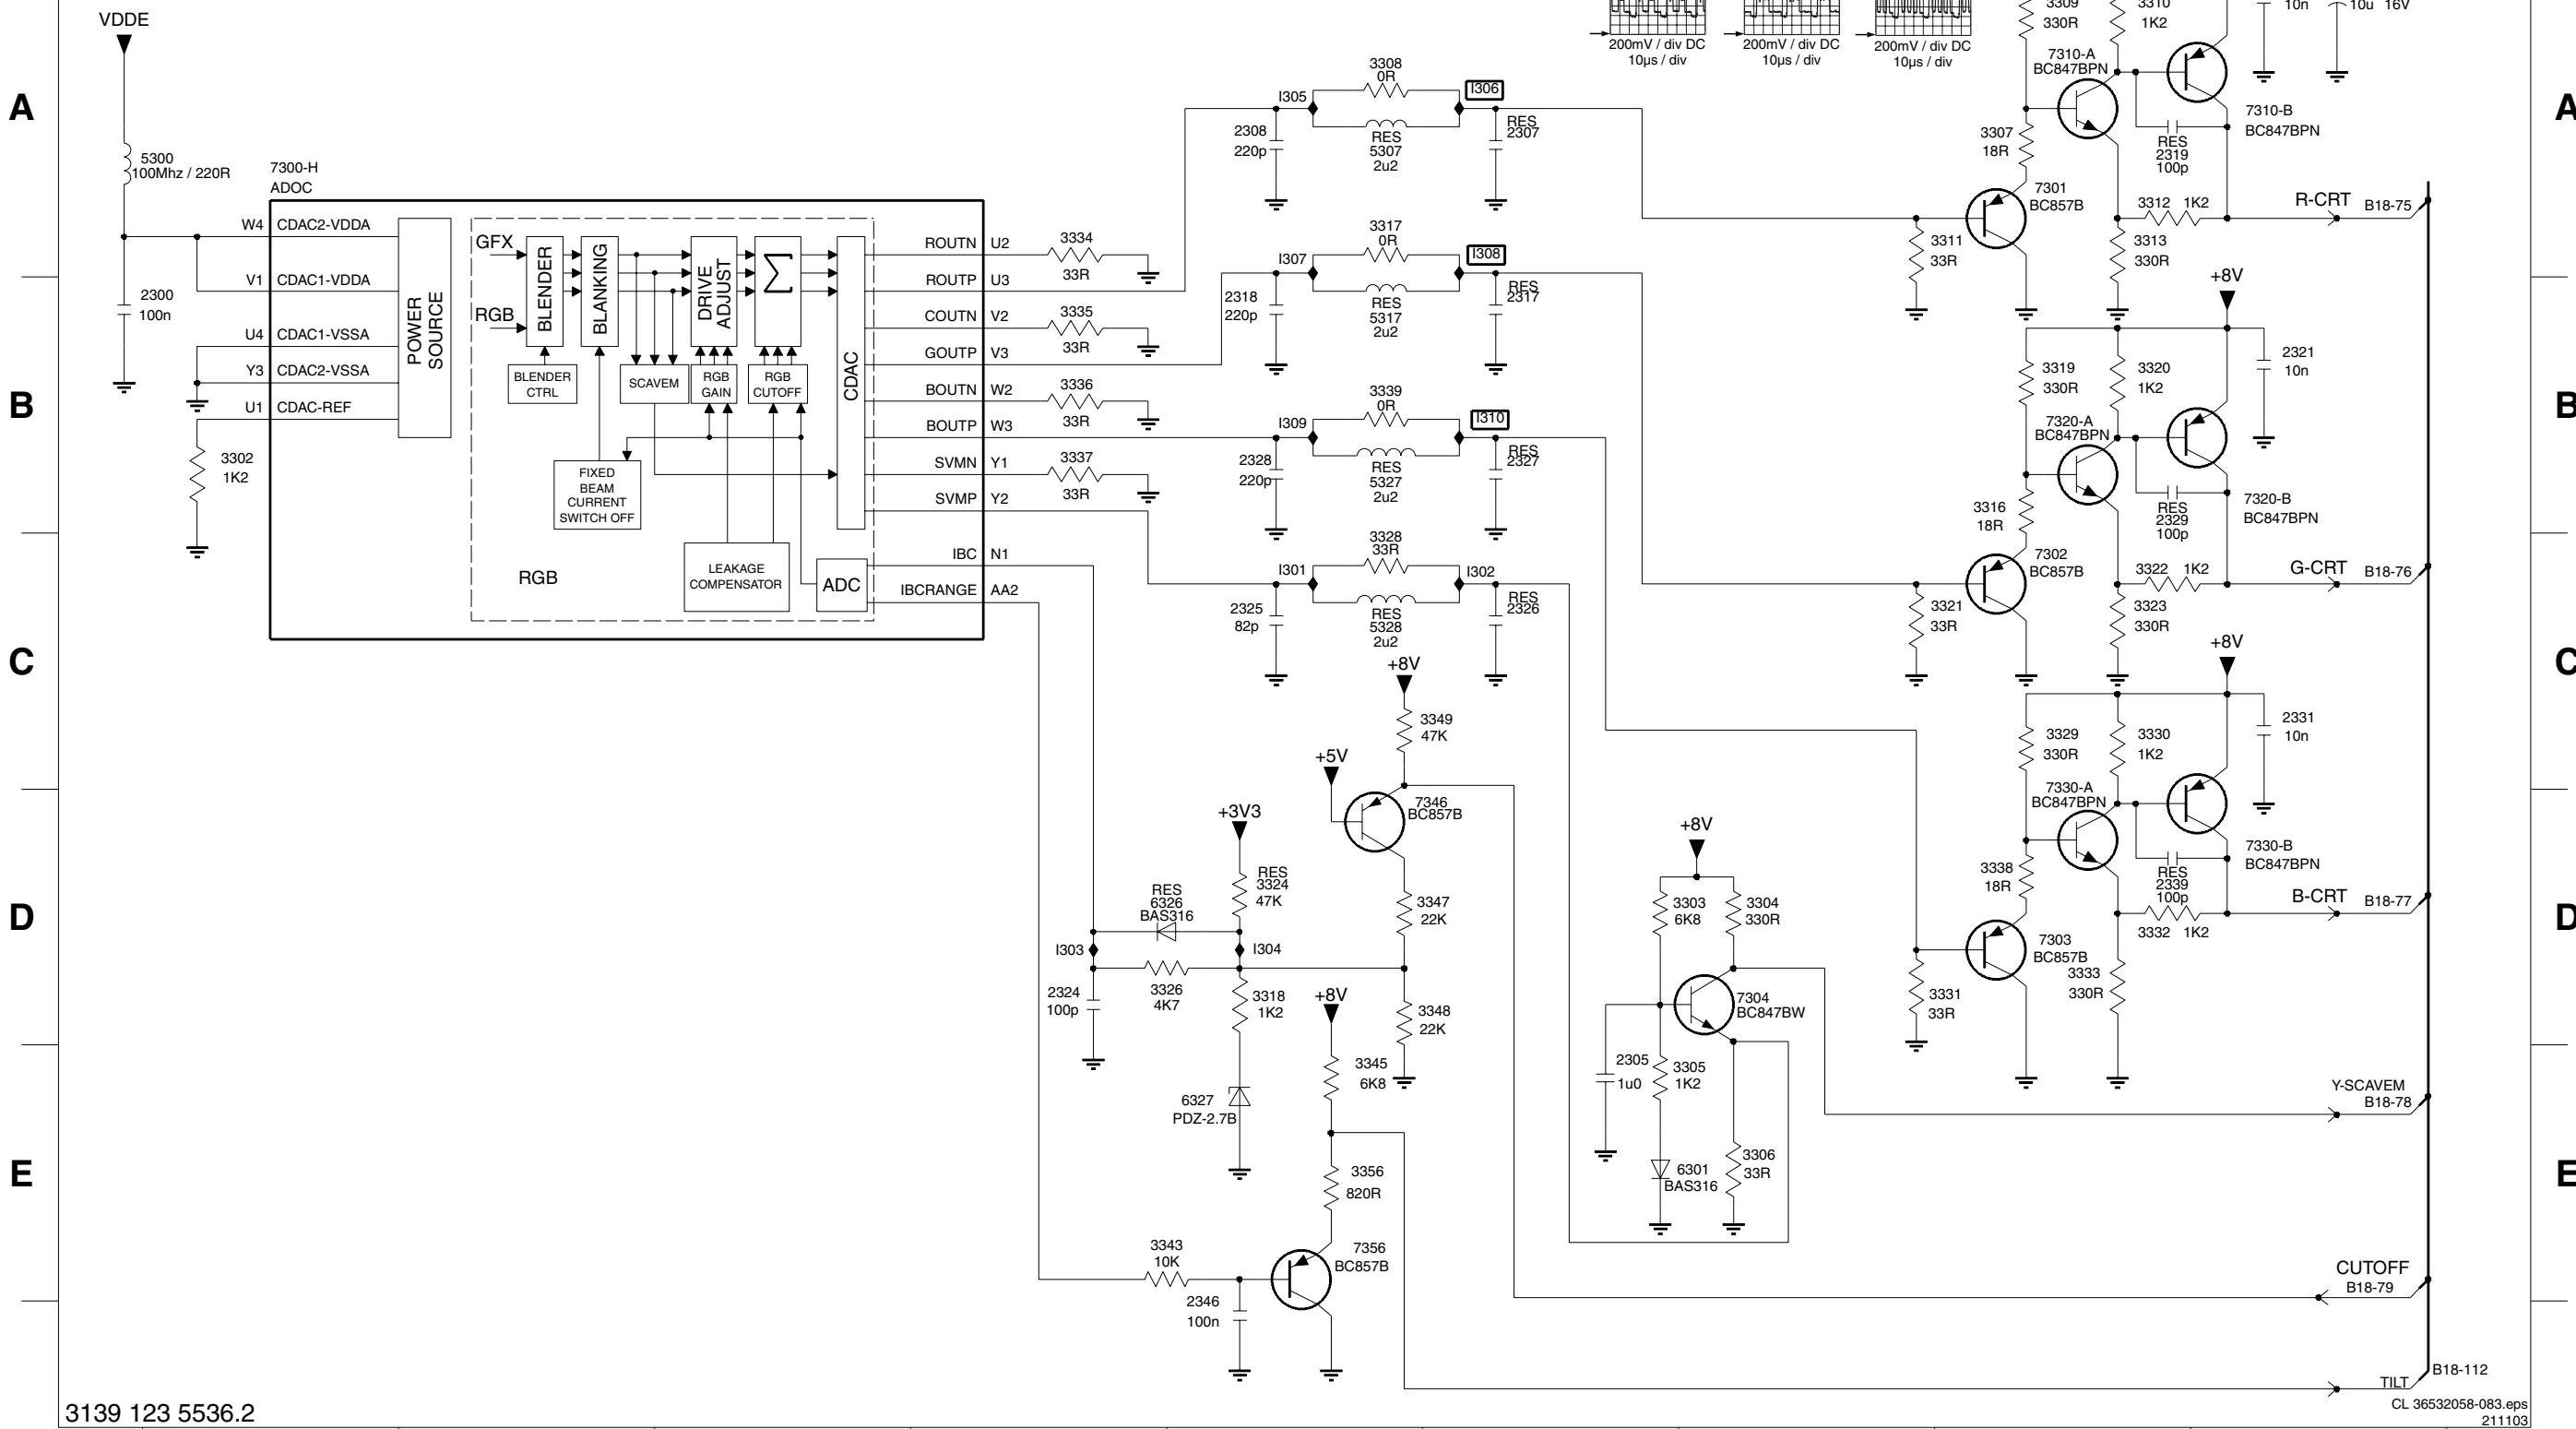 VDDE
5300
100Mhz / 220R
2300
100n
7300-H
ADOC
W4 CDAC2-VDDA
V1 CDAC1-VDDA
U4 CDAC1-VSSA
Y3 CDAC2-VSSA
U1 CDAC-REF
3302
1K2
POWER SOURCE
GFX
RGB
BLENDER
BLANKING
DRIVE ADJUST
Σ
CDAC
BLENDER
CTRL
SCAVEM
RGB
GAIN
RGB
CUTOFF
FIXED
BEAM
CURRENT
SWITCH OFF
LEAKAGE
COMPENSATOR
ADC
RGB
ROUTN U2
ROUTP U3
COUTN V2
GOUTP V3
BOUTN W2
BOUTP W3
SVMN Y1
SVMP Y2
IBC N1
IBCRANGE AA2
3334
33R
3335
33R
3336
33R
3337
33R
3308
0R
I305
I306
2308
220p
RES
5307
2u2
RES
2307
3317
0R
I307
I308
2318
220p
RES
5317
2u2
RES
2317
3339
0R
I309
I310
2328
220p
RES
5327
2u2
RES
2327
3328
33R
I301
I302
2325
82p
RES
5328
2u2
RES
2326
200mV / div DC
10µs / div
200mV / div DC
10µs / div
200mV / div DC
10µs / div
3309
330R
3310
1K2
10n
10u 16V
7310-A
BC847BPN
7310-B
BC847BPN
3307
18R
RES
2319
100p
7301
BC857B
3311
33R
3312 1K2
3313
330R
R-CRT B18-75
+8V
2321
10n
3319
330R
3320
1K2
7320-A
BC847BPN
7320-B
BC847BPN
3316
18R
RES
2329
100p
7302
BC857B
3321
33R
3322 1K2
3323
330R
G-CRT B18-76
+8V
2331
10n
3329
330R
3330
1K2
7330-A
BC847BPN
7330-B
BC847BPN
3338
18R
RES
2339
100p
7303
BC857B
3331
33R
3332 1K2
3333
330R
B-CRT B18-77
+8V
3349
47K
+5V
7346
BC857B
+3V3
RES
3324
47K
RES
6326
BAS316
I303
I304
2324
100p
3326
4K7
3318
1K2
3347
22K
3348
22K
6327
PDZ-2.7B
+8V
3345
6K8
3356
820R
3343
10K
7356
BC857B
2346
100n
+8V
3303
6K8
3304
330R
7304
BC847BW
2305
1u0
3305
1K2
6301
BAS316
3306
33R
Y-SCAVEM
B18-78
CUTOFF
B18-79
B18-112
TILT
A
B
C
D
E
A
B
C
D
E
3139 123 5536.2
CL 36532058-083.eps
211103